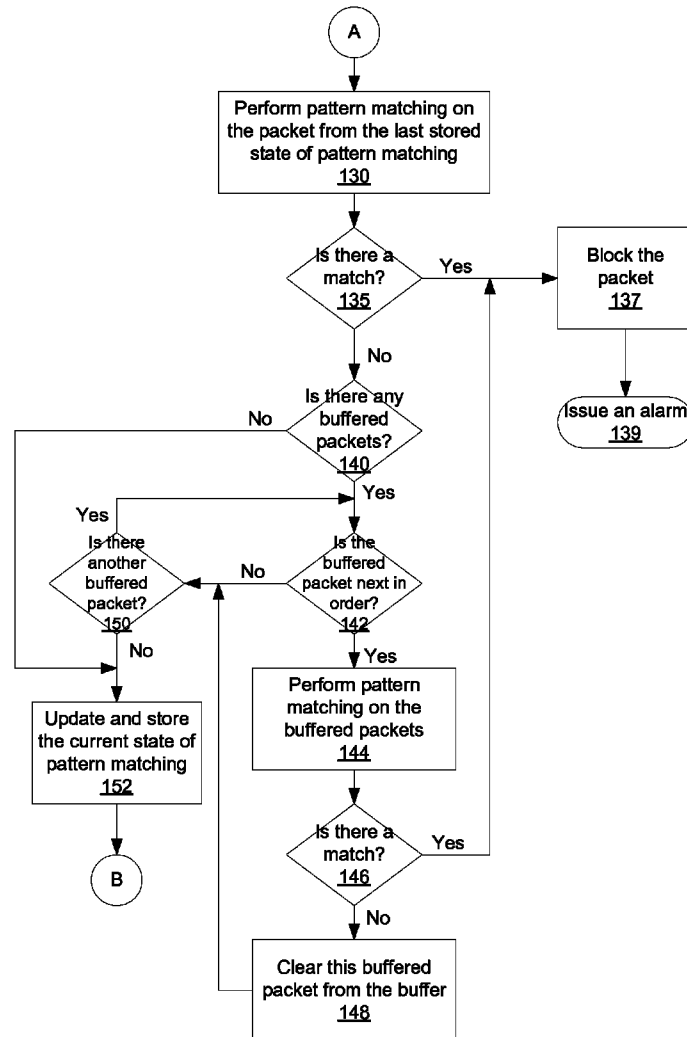 A
Perform pattern matching on
the packet from the last stored
state of pattern matching
130
Is there a
match?
135
Yes
Block the
packet
137
No
Issue an alarm
139
Is there any
buffered
packets?
140
No
Yes
Yes
Is there
another
buffered
packet?
150
No
Is the
buffered
packet next in
order?
142
No
Yes
Update and store
the current state of
pattern matching
152
Perform pattern
matching on the
buffered packets
144
B
Is there a
match?
146
Yes
No
Clear this buffered
packet from the buffer
148